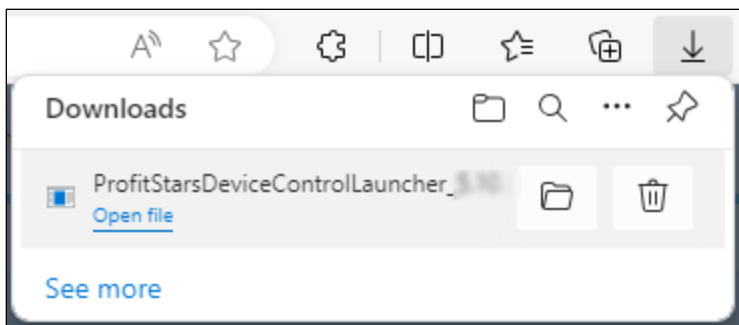 Downloads
ProfitStarsDeviceControlLauncher_
Open file
See more